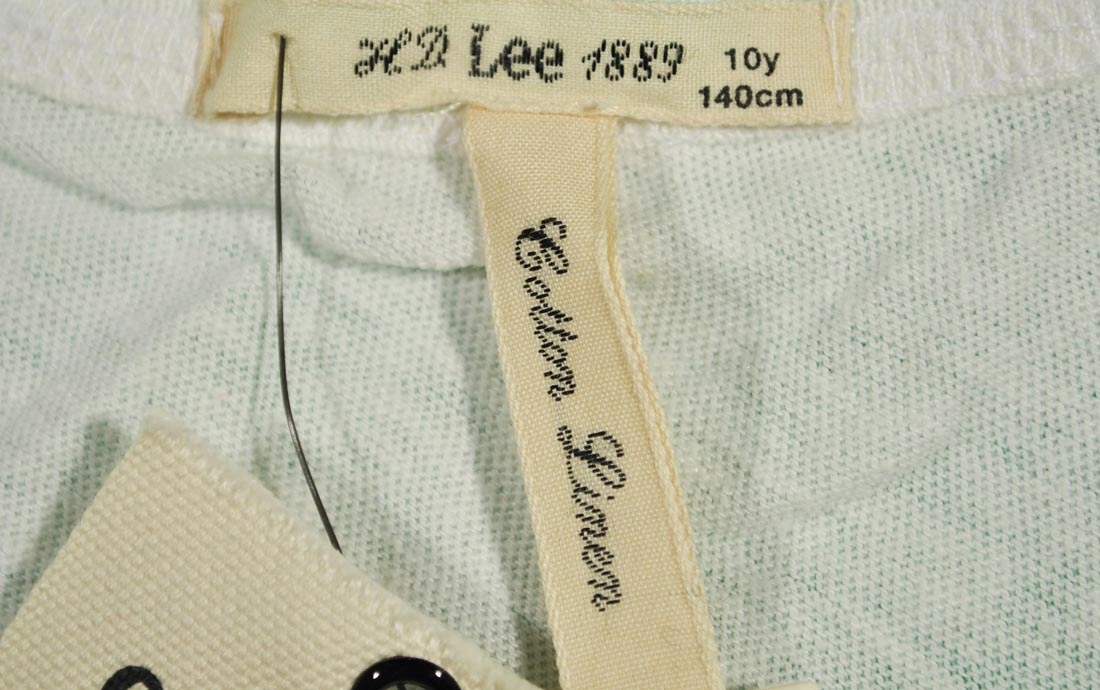 HD Lee 1889
10y
140cm
Cotton Linen